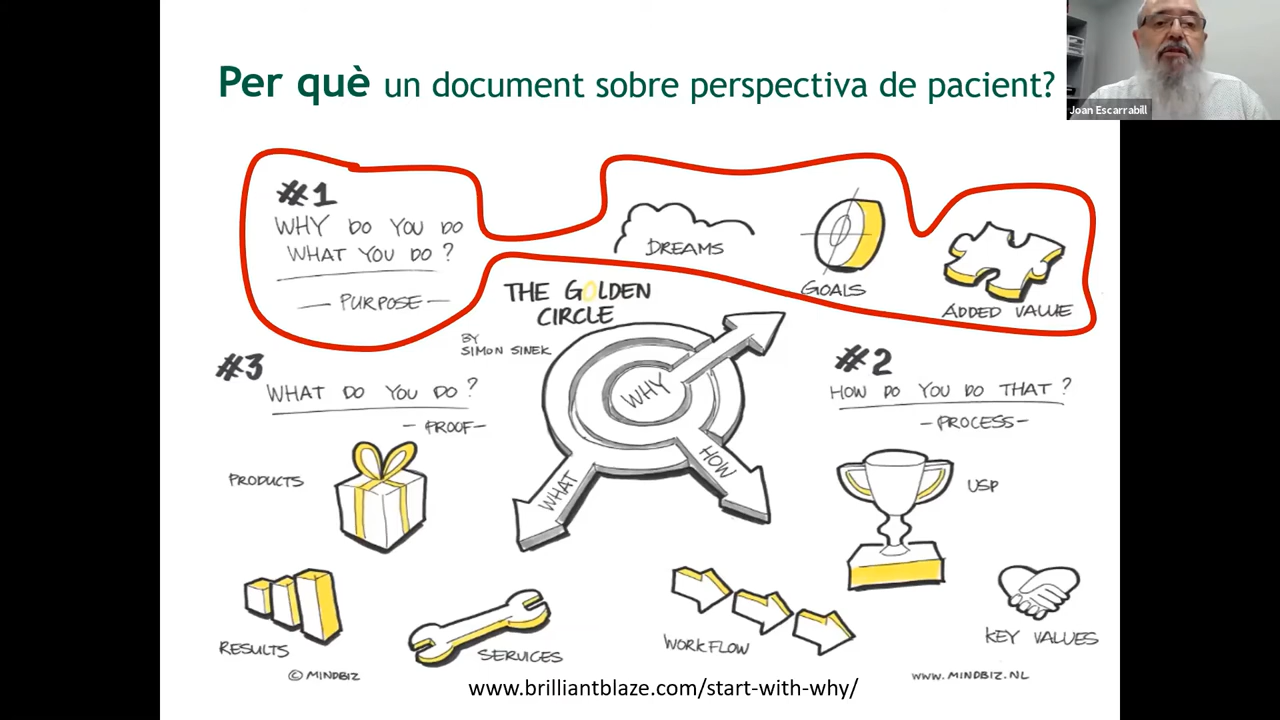 Per què un document sobre perspectiva de pacient?
Joan Escarrabill
#1
WHY DO YOU DO
WHAT YOU DO?
- PURPOSE -
DREAMS
GOALS
ADDED VALUE
THE GOLDEN
CIRCLE
BY
SIMON SINEK
WHY
HOW
WHAT
#3
WHAT DO YOU DO?
- PROOF -
PRODUCTS
RESULTS
SERVICES
#2
HOW DO YOU DO THAT?
- PROCESS -
USP
WORKFLOW
KEY VALUES
© MINDBIZ
WWW.MINDBIZ.NL
www.brilliantblaze.com/start-with-why/